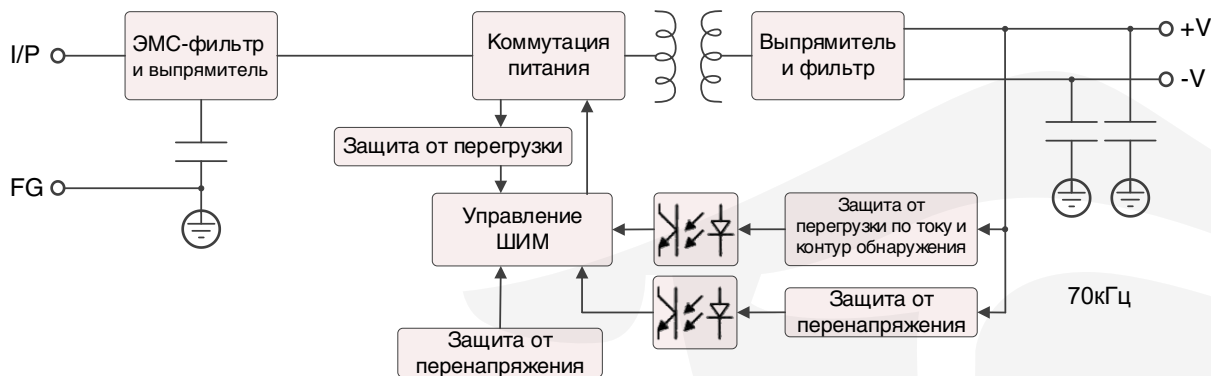 I/P
ЭМС-фильтр
и выпрямитель
Коммутация
питания
Выпрямитель
и фильтр
+V
-V
Защита от перегрузки
FG
Управление
ШИМ
Защита от
перегрузки по току и
контур обнаружения
70кГц
Защита от
перенапряжения
Защита от
перенапряжения